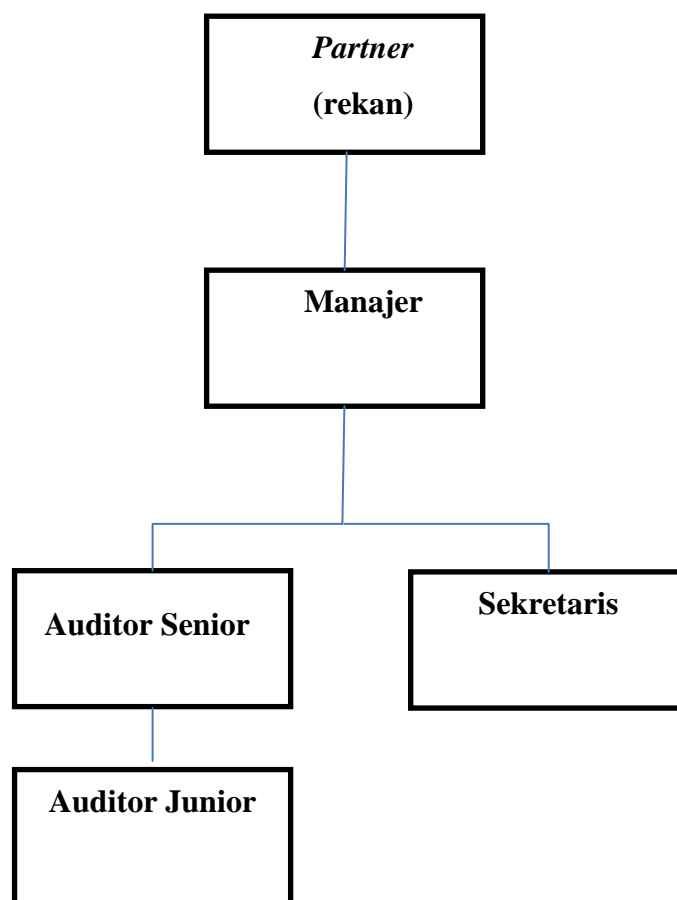 Partner
(rekan)
Manajer
Auditor Senior
Sekretaris
Auditor Junior